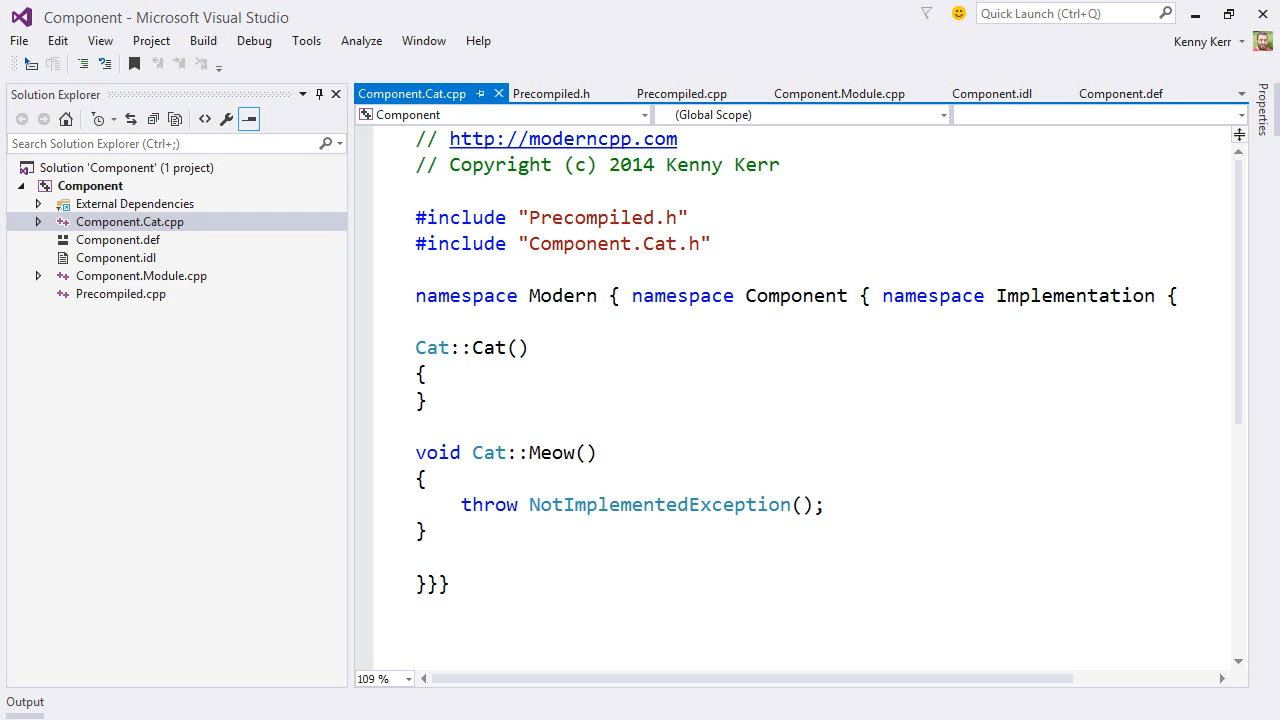 Component - Microsoft Visual Studio
Quick Launch (Ctrl+Q)
File Edit View Project Build Debug Tools Analyze Window Help
Kenny Kerr
Solution Explorer
Search Solution Explorer (Ctrl+;)
Solution 'Component' (1 project)
Component
External Dependencies
Component.Cat.cpp
Component.def
Component.idl
Component.Module.cpp
Precompiled.cpp
Component.Cat.cpp Precompiled.h Precompiled.cpp Component.Module.cpp Component.idl Component.def
Component (Global Scope)
// http://moderncpp.com
// Copyright (c) 2014 Kenny Kerr
#include "Precompiled.h"
#include "Component.Cat.h"
namespace Modern { namespace Component { namespace Implementation {
Cat::Cat()
{
}
void Cat::Meow()
{
    throw NotImplementedException();
}
}}}
109 %
Properties
Output